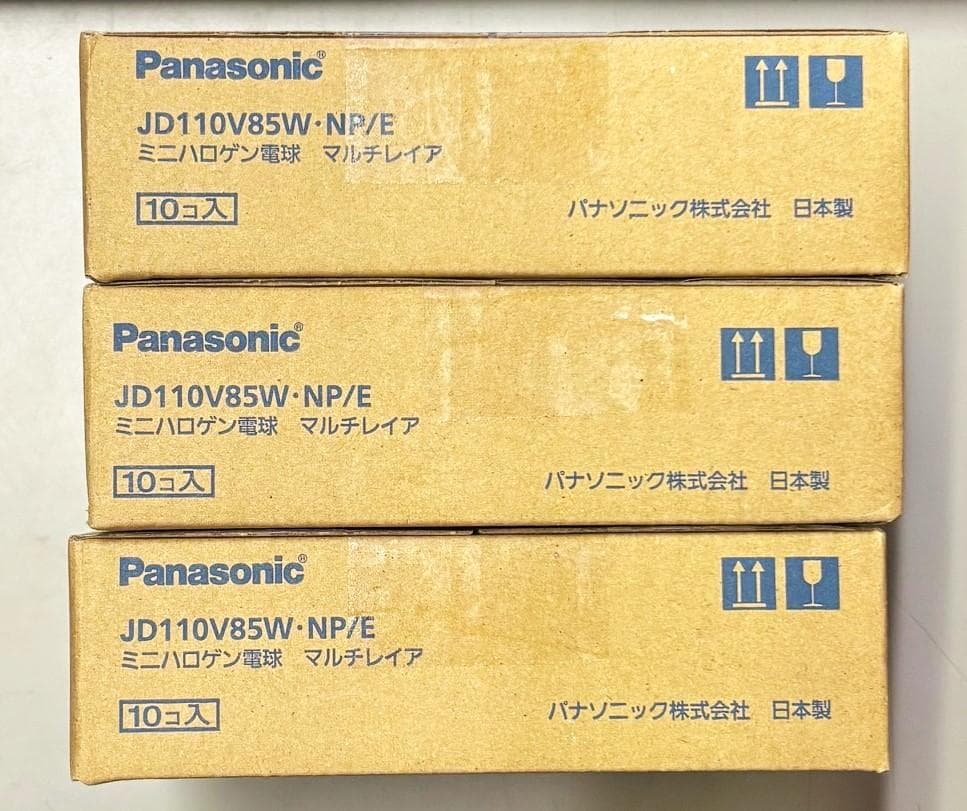 Panasonic®
JD110V85W・NP/E
ミニハロゲン電球 マルチレイア
10コ入
パナソニック株式会社 日本製
Panasonic®
JD110V85W・NP/E
ミニハロゲン電球 マルチレイア
10コ入
パナソニック株式会社 日本製
Panasonic®
JD110V85W・NP/E
ミニハロゲン電球 マルチレイア
10コ入
パナソニック株式会社 日本製